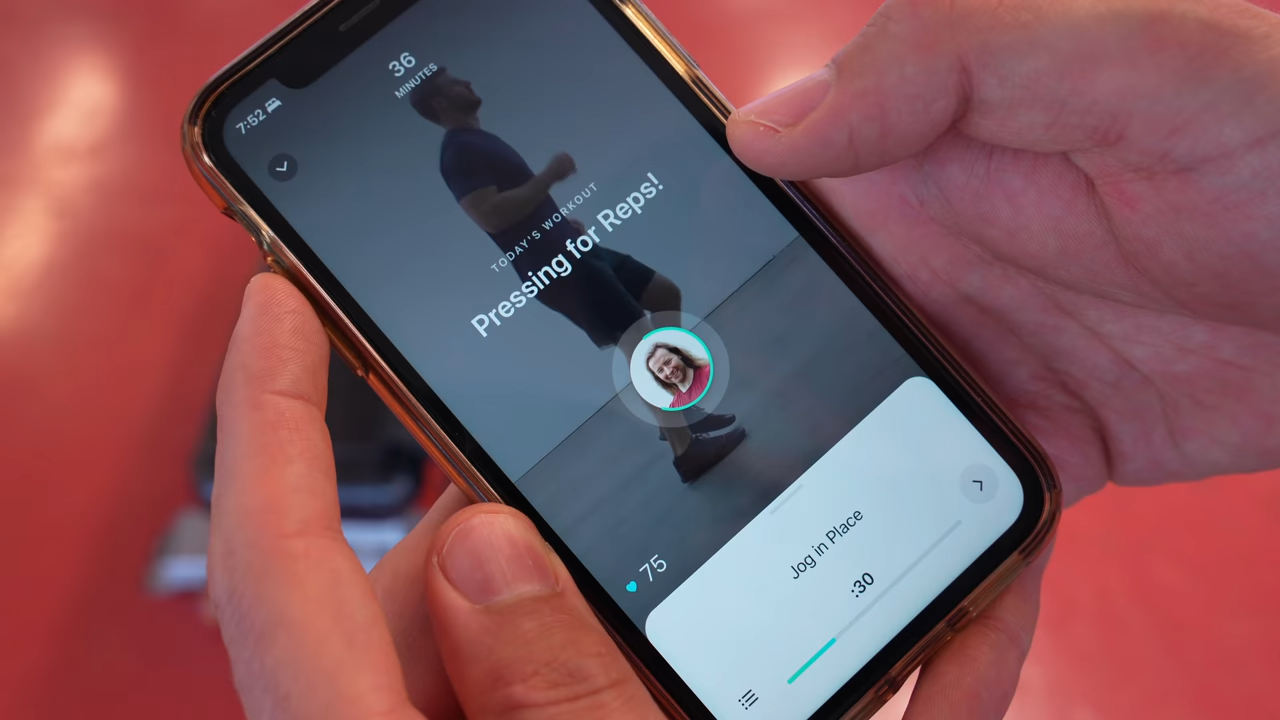 7:52
36
MINUTES
TODAY'S WORKOUT
Pressing for Reps!
75
Jog in Place
:30